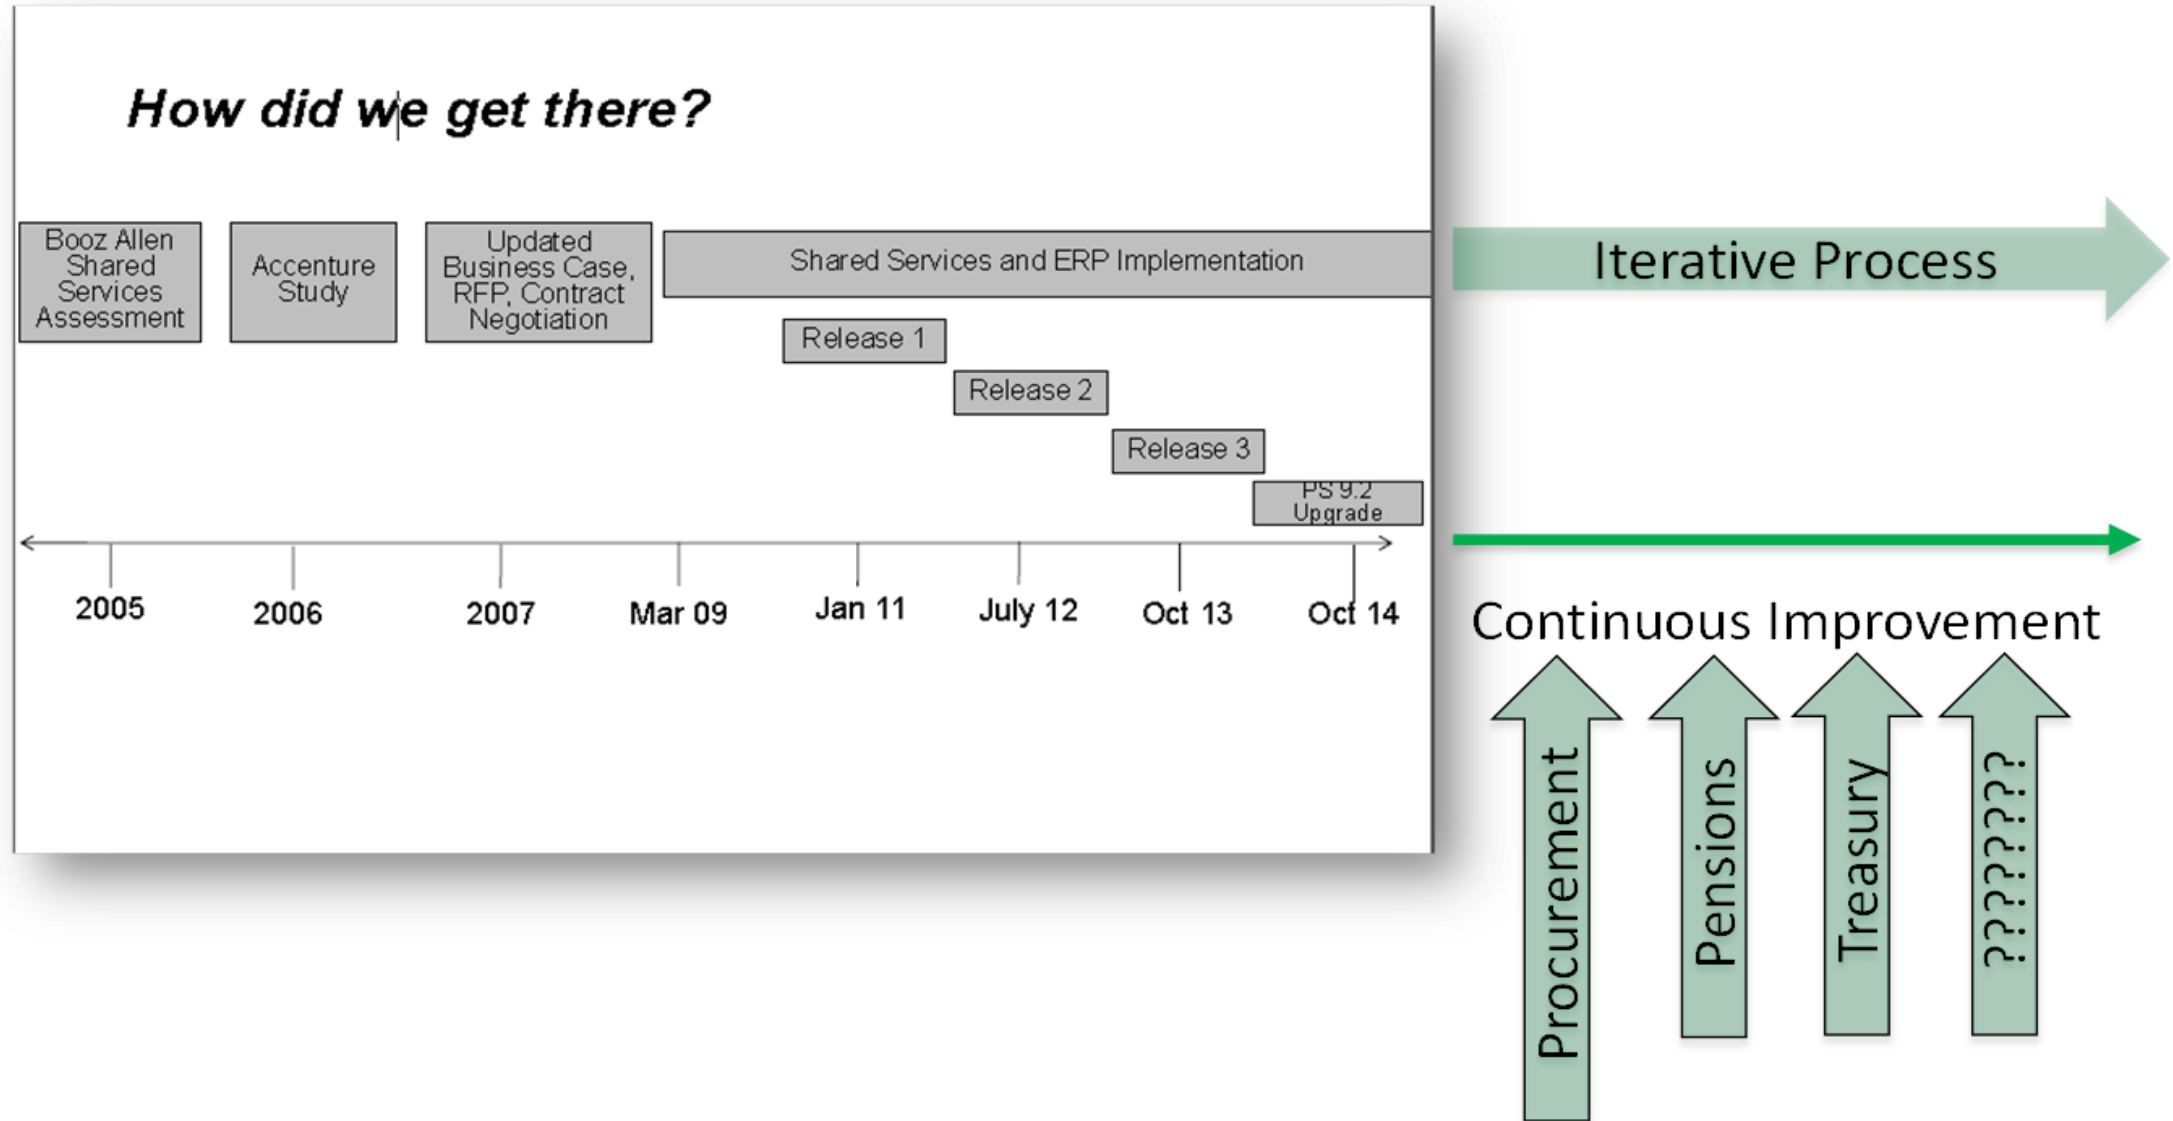 How did we get there?
Booz Allen
Shared
Services
Assessment
Accenture
Study
Updated
Business Case,
RFP, Contract
Negotiation
Shared Services and ERP Implementation
Iterative Process
Release 1
Release 2
Release 3
PS 9.2
Upgrade
2005
2006
2007
Mar 09
Jan 11
July 12
Oct 13
Oct 14
Continuous Improvement
Procurement
Pensions
Treasury
????????